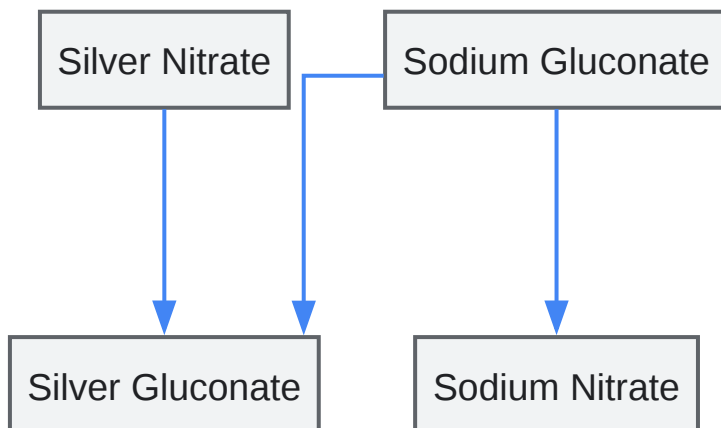 Silver Nitrate
Sodium Gluconate
Silver Gluconate
Sodium Nitrate